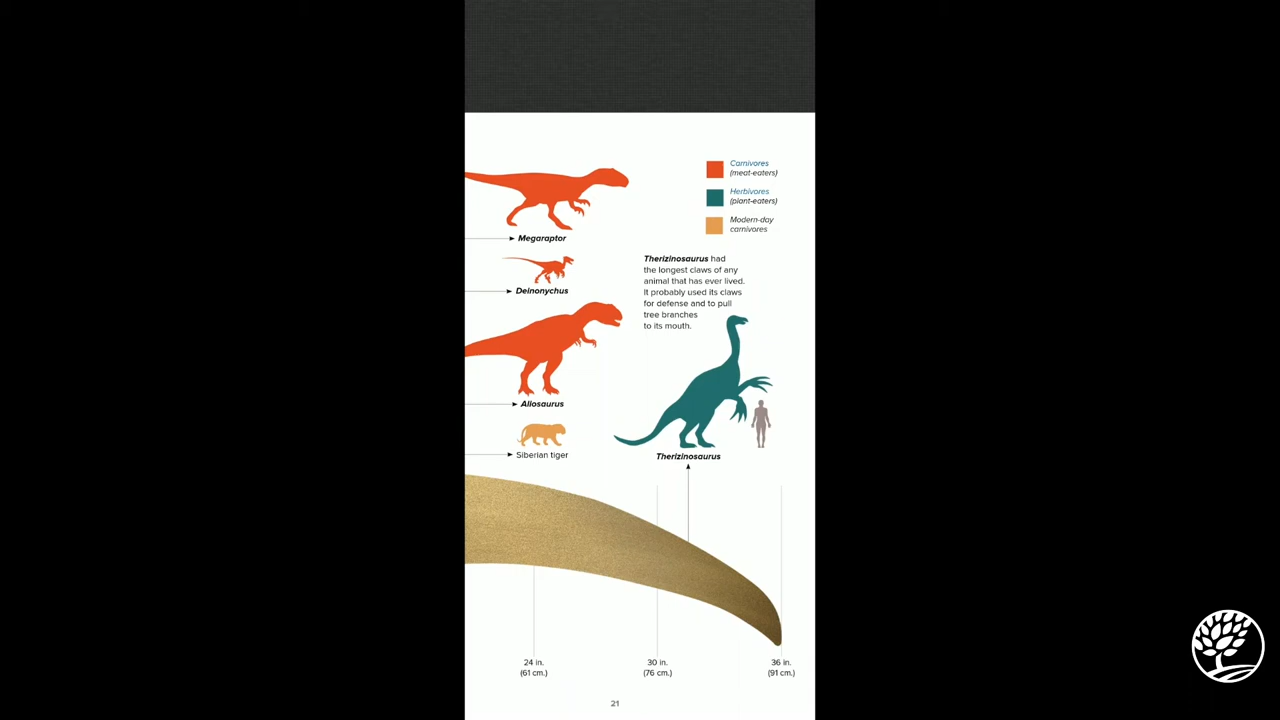 Carnivores
(meat-eaters)
Herbivores
(plant-eaters)
Modern-day
carnivores
Megaraptor
Deinonychus
Allosaurus
Siberian tiger
Therizinosaurus had
the longest claws of any
animal that has ever lived.
It probably used its claws
for defense and to pull
tree branches
to its mouth.
Therizinosaurus
24 in.
(61 cm.)
30 in.
(76 cm.)
36 in.
(91 cm.)
21